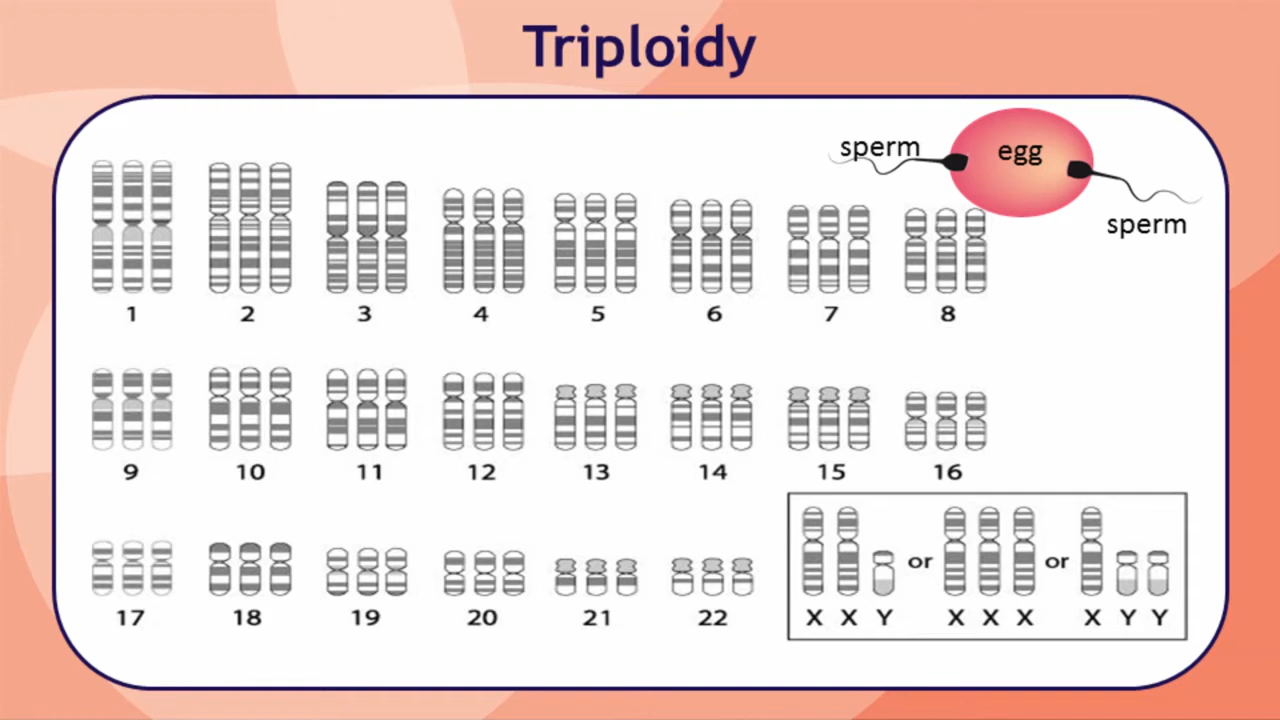 Triploidy
sperm
egg
sperm
1 2 3 4 5 6 7 8
9 10 11 12 13 14 15 16
17 18 19 20 21 22
or or
X X Y X X X X Y Y